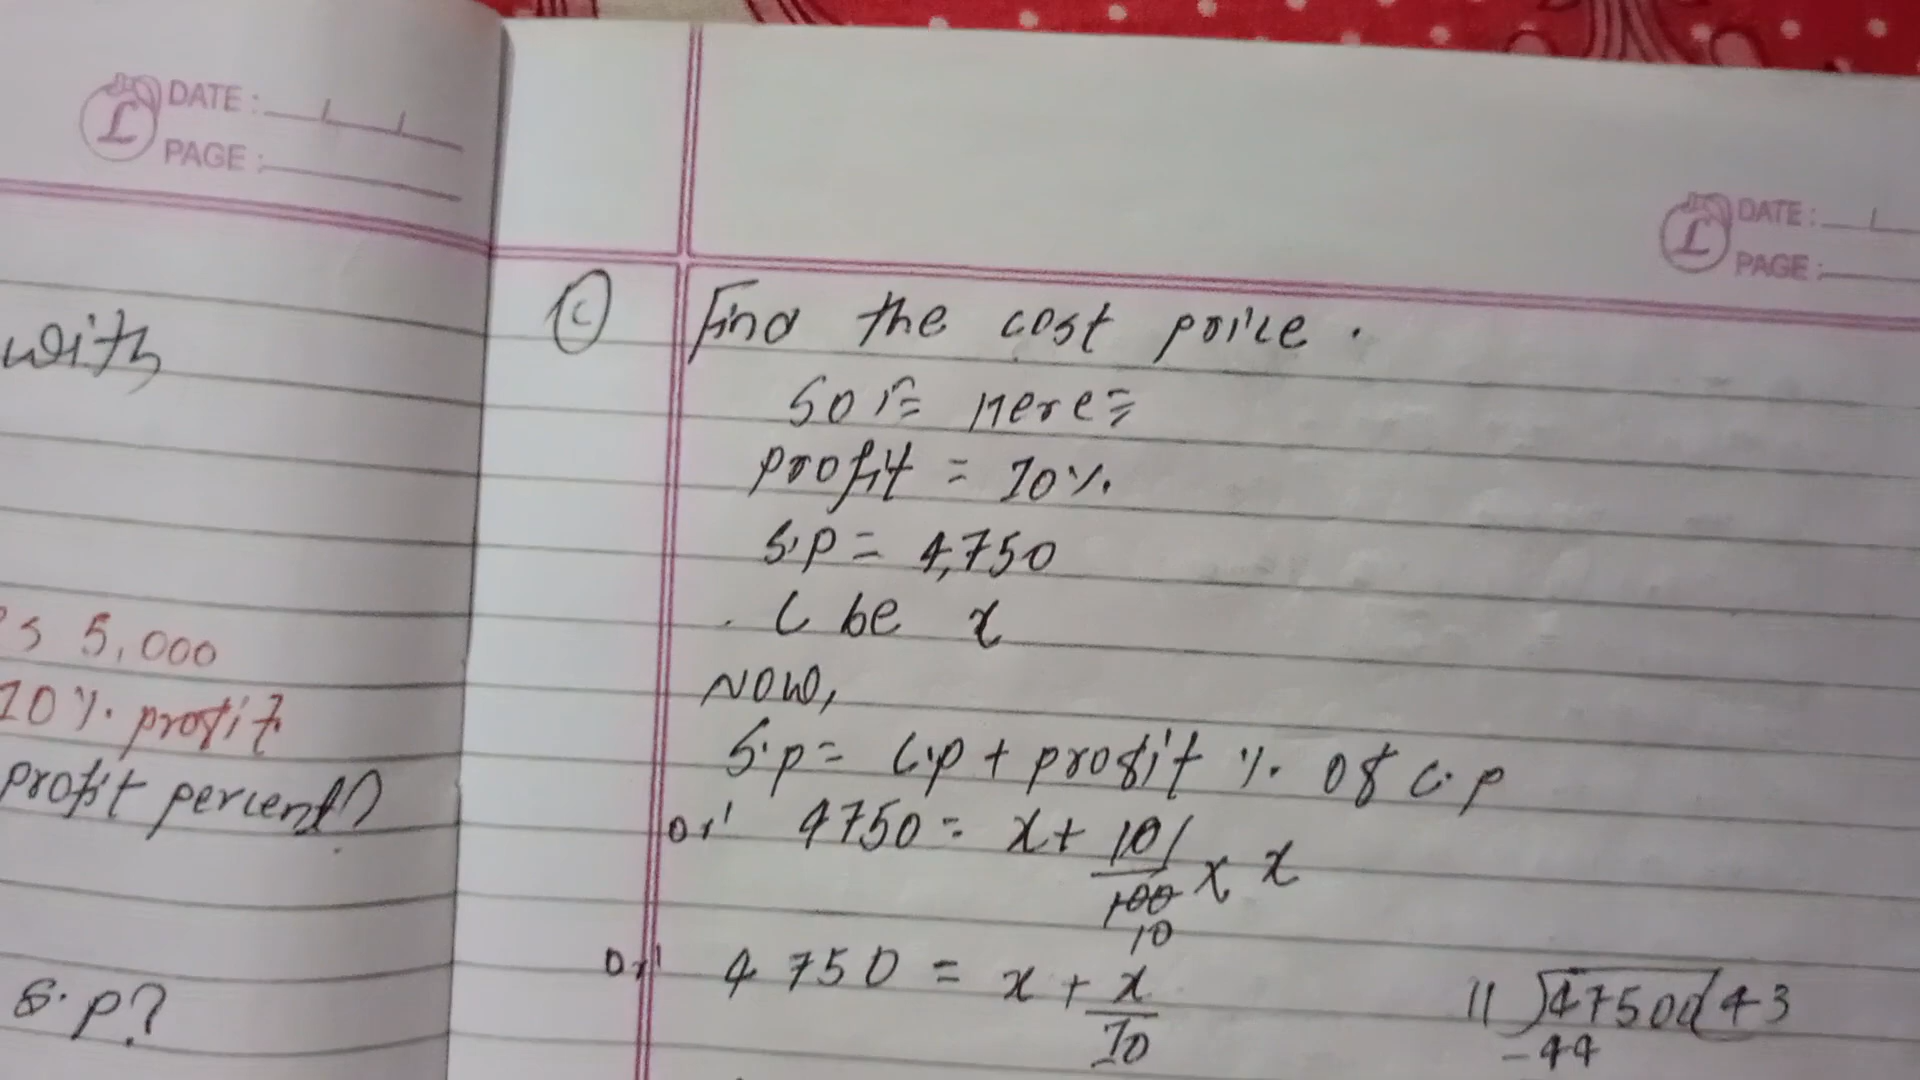 DATE :
PAGE :
with
Rs 5,000
10% profit
profit percent?
S.P?
DATE :
PAGE :
(c) Find the cost price.
Soln Here=
profit = 10%.
S.P = 4,750
C be x
Now,
S.P = C.P + profit % of C.P
or' 4750 = x + 10/100 × x
10
or' 4750 = x + x/10
11 ) 47500 ( 43
- 44